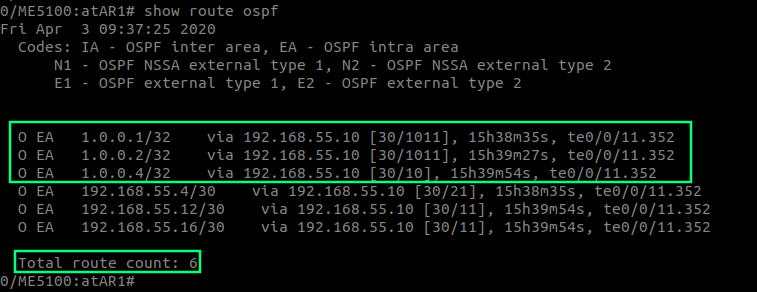 0/ME5100:atAR1# show route ospf
Fri Apr  3 09:37:25 2020
  Codes: IA - OSPF inter area, EA - OSPF intra area
      N1 - OSPF NSSA external type 1, N2 - OSPF NSSA external type 2
      E1 - OSPF external type 1, E2 - OSPF external type 2
  O EA   1.0.0.1/32    via 192.168.55.10 [30/1011], 15h38m35s, te0/0/11.352
  O EA   1.0.0.2/32    via 192.168.55.10 [30/1011], 15h39m27s, te0/0/11.352
  O EA   1.0.0.4/32    via 192.168.55.10 [30/10], 15h39m54s, te0/0/11.352
  O EA   192.168.55.4/30    via 192.168.55.10 [30/21], 15h38m35s, te0/0/11.352
  O EA   192.168.55.12/30    via 192.168.55.10 [30/11], 15h39m54s, te0/0/11.352
  O EA   192.168.55.16/30    via 192.168.55.10 [30/11], 15h39m54s, te0/0/11.352
  Total route count: 6
0/ME5100:atAR1#